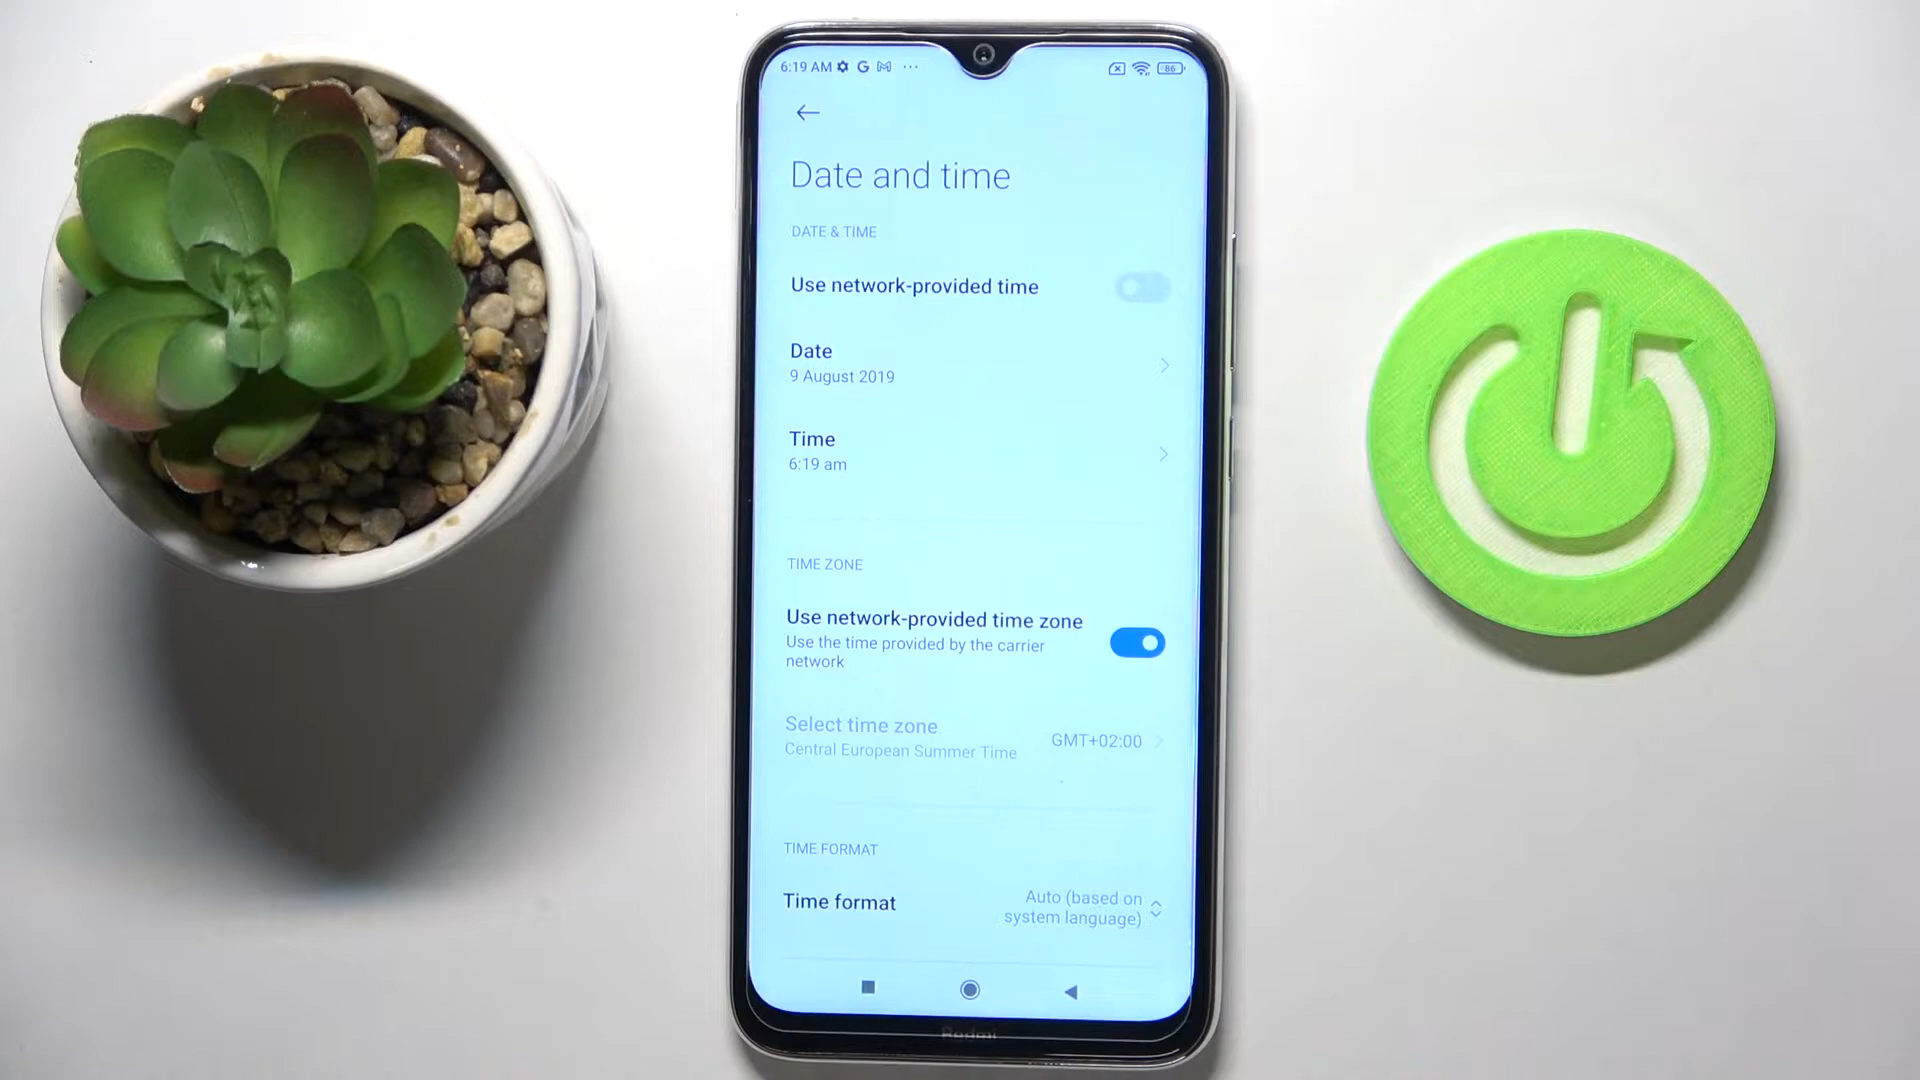 6:19 AM
86
Date and time
DATE & TIME
Use network-provided time
Date
9 August 2019
Time
6:19 am
TIME ZONE
Use network-provided time zone
Use the time provided by the carrier
network
Select time zone
Central European Summer Time
GMT+02:00
TIME FORMAT
Time format
Auto (based on
system language)
Redmi